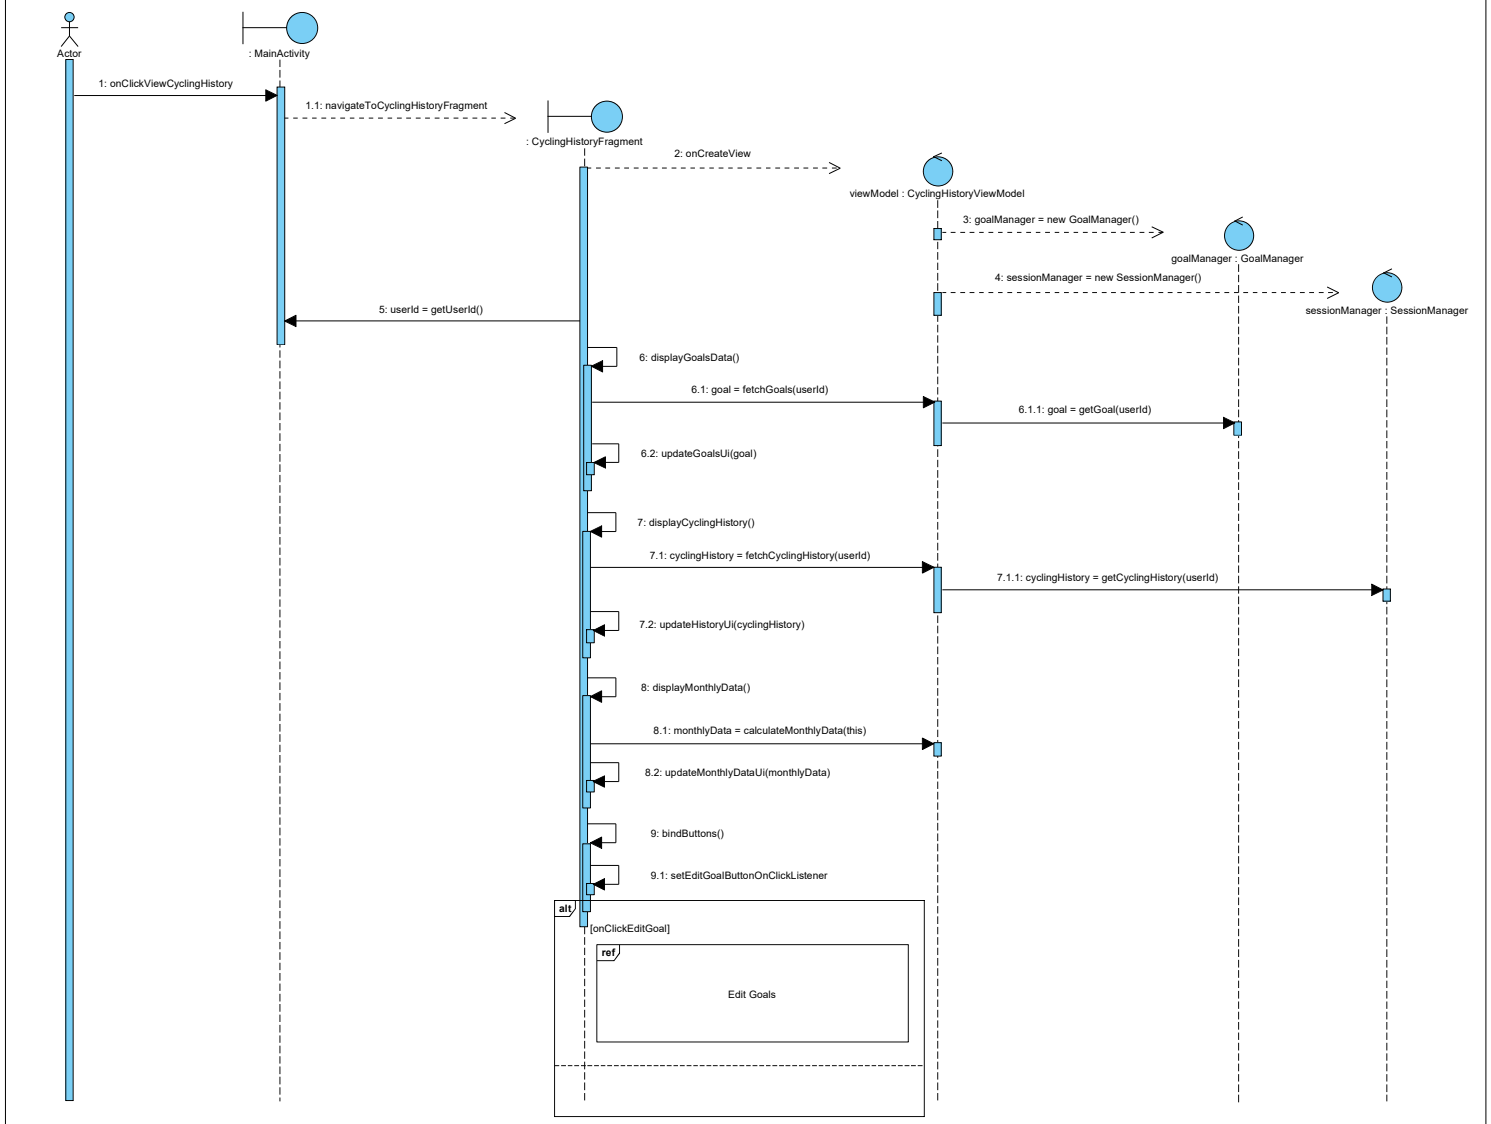 Actor
: MainActivity
1: onClickViewCyclingHistory
1.1: navigateToCyclingHistoryFragment
: CyclingHistoryFragment
2: onCreateView
viewModel : CyclingHistoryViewModel
3: goalManager = new GoalManager()
goalManager : GoalManager
4: sessionManager = new SessionManager()
sessionManager : SessionManager
5: userId = getUserId()
6: displayGoalsData()
6.1: goal = fetchGoals(userId)
6.1.1: goal = getGoal(userId)
6.2: updateGoalsUi(goal)
7: displayCyclingHistory()
7.1: cyclingHistory = fetchCyclingHistory(userId)
7.1.1: cyclingHistory = getCyclingHistory(userId)
7.2: updateHistoryUi(cyclingHistory)
8: displayMonthlyData()
8.1: monthlyData = calculateMonthlyData(this)
8.2: updateMonthlyDataUi(monthlyData)
9: bindButtons()
9.1: setEditGoalButtonOnClickListener
alt
[onClickEditGoal]
ref
Edit Goals